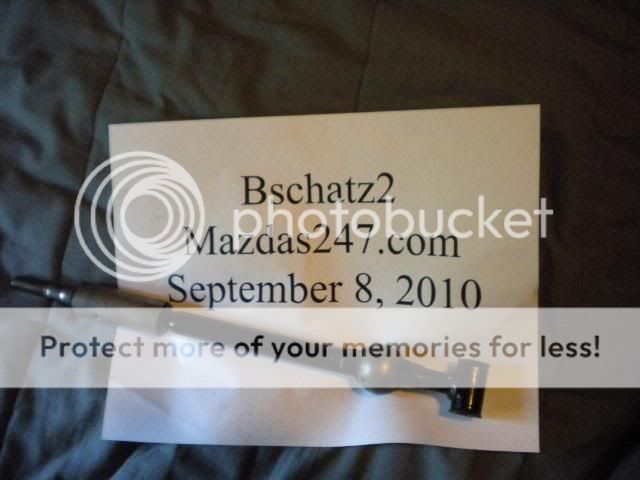 Bschatz2
photobucket
Mazdas247.com
September 8, 2010
Protect more of your memories for less!